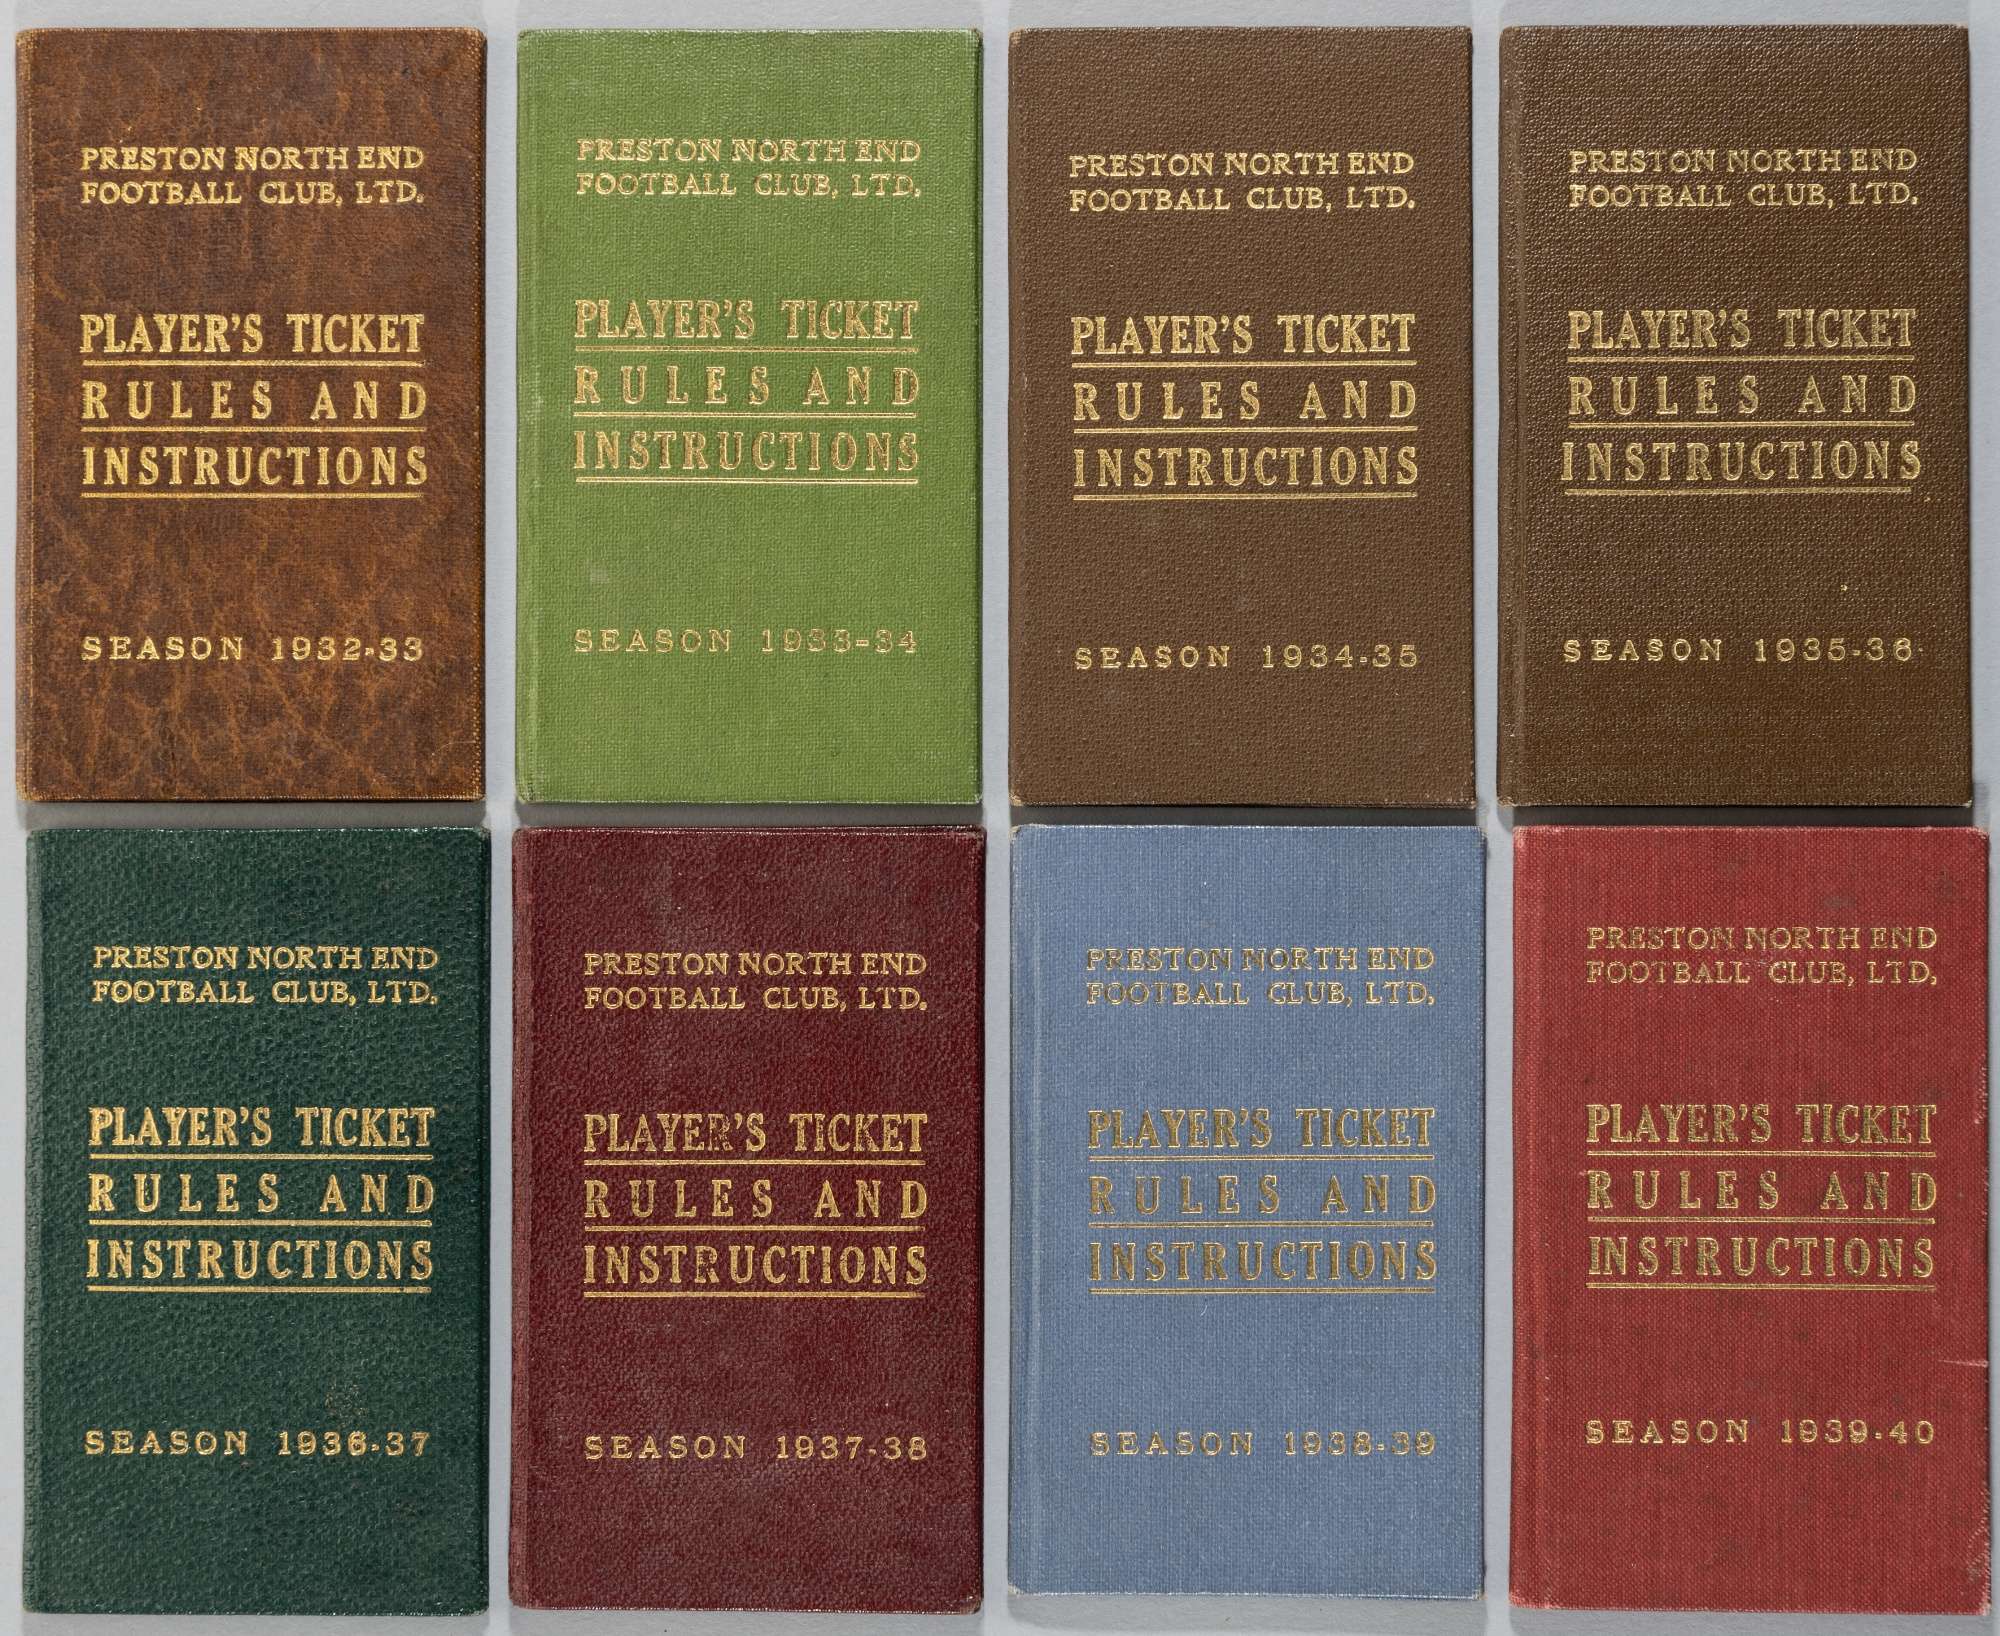 PRESTON NORTH END
FOOTBALL CLUB, LTD.
PLAYER'S TICKET
RULES AND
INSTRUCTIONS
SEASON 1932-33
PRESTON NORTH END
FOOTBALL CLUB, LTD.
PLAYER'S TICKET
RULES AND
INSTRUCTIONS
SEASON 1933-34
PRESTON NORTH END
FOOTBALL CLUB, LTD.
PLAYER'S TICKET
RULES AND
INSTRUCTIONS
SEASON 1934-35
PRESTON NORTH END
FOOTBALL CLUB, LTD.
PLAYER'S TICKET
RULES AND
INSTRUCTIONS
SEASON 1935-36
PRESTON NORTH END
FOOTBALL CLUB, LTD.
PLAYER'S TICKET
RULES AND
INSTRUCTIONS
SEASON 1936-37
PRESTON NORTH END
FOOTBALL CLUB, LTD.
PLAYER'S TICKET
RULES AND
INSTRUCTIONS
SEASON 1937-38
PRESTON NORTH END
FOOTBALL CLUB, LTD.
PLAYER'S TICKET
RULES AND
INSTRUCTIONS
SEASON 1938-39
PRESTON NORTH END
FOOTBALL CLUB, LTD.
PLAYER'S TICKET
RULES AND
INSTRUCTIONS
SEASON 1939-40